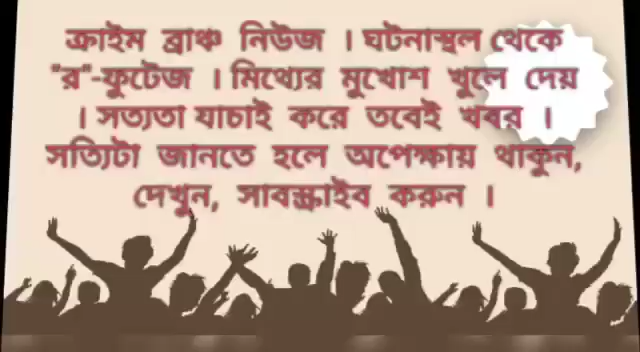 ক্রাইম ব্রাঞ্চ নিউজ । ঘটনাস্থল থেকে
"র"-ফুটেজ । মিথ্যের মুখোশ খুলে দেয়
। সত্যতা যাচাই করে তবেই খবর ।
সত্যিটা জানতে হলে অপেক্ষায় থাকুন,
দেখুন, সাবস্ক্রাইব করুন ।